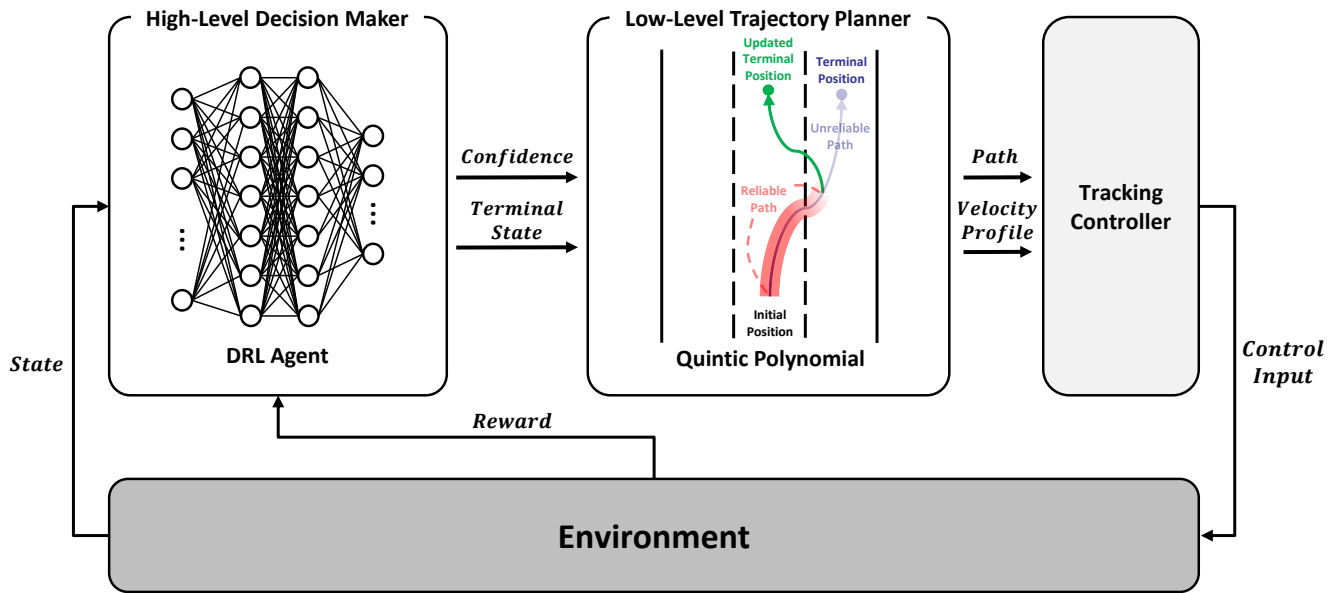 High-Level Decision Maker
DRL Agent
Confidence
Terminal
State
Low-Level Trajectory Planner
Updated
Terminal
Position
Terminal
Position
Unreliable
Path
Reliable
Path
Initial
Position
Quintic Polynomial
Path
Velocity
Profile
Tracking
Controller
State
Reward
Control
Input
Environment